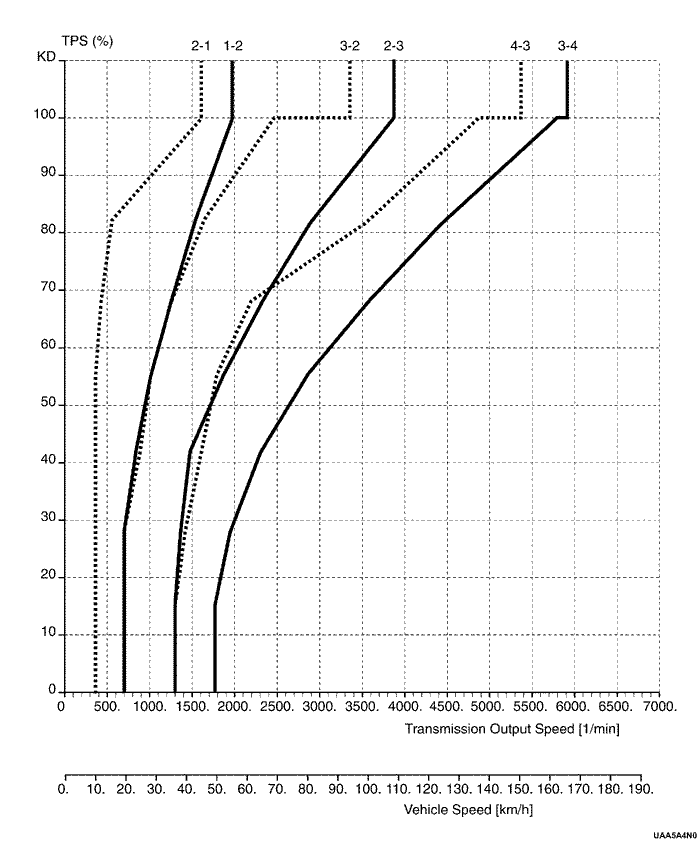 TPS (%)
2-1 1-2 3-2 2-3 4-3 3-4
KD
100
90
80
70
60
50
40
30
20
10
0
0 500. 1000. 1500. 2000. 3000. 3500. 4000. 4500. 5000. 5500. 6000. 6500. 7000.
Transmission Output Speed [1/min]
0. 10. 20. 30. 40. 50. 60. 70. 80. 90. 100. 110. 120. 130. 140. 150. 160. 170. 180. 190.
Vehicle Speed [km/h]
UAA5A4N0